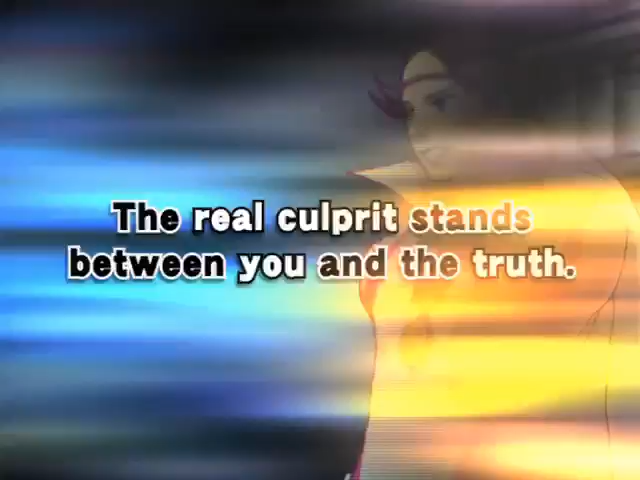 The real culprit stands
between you and the truth.